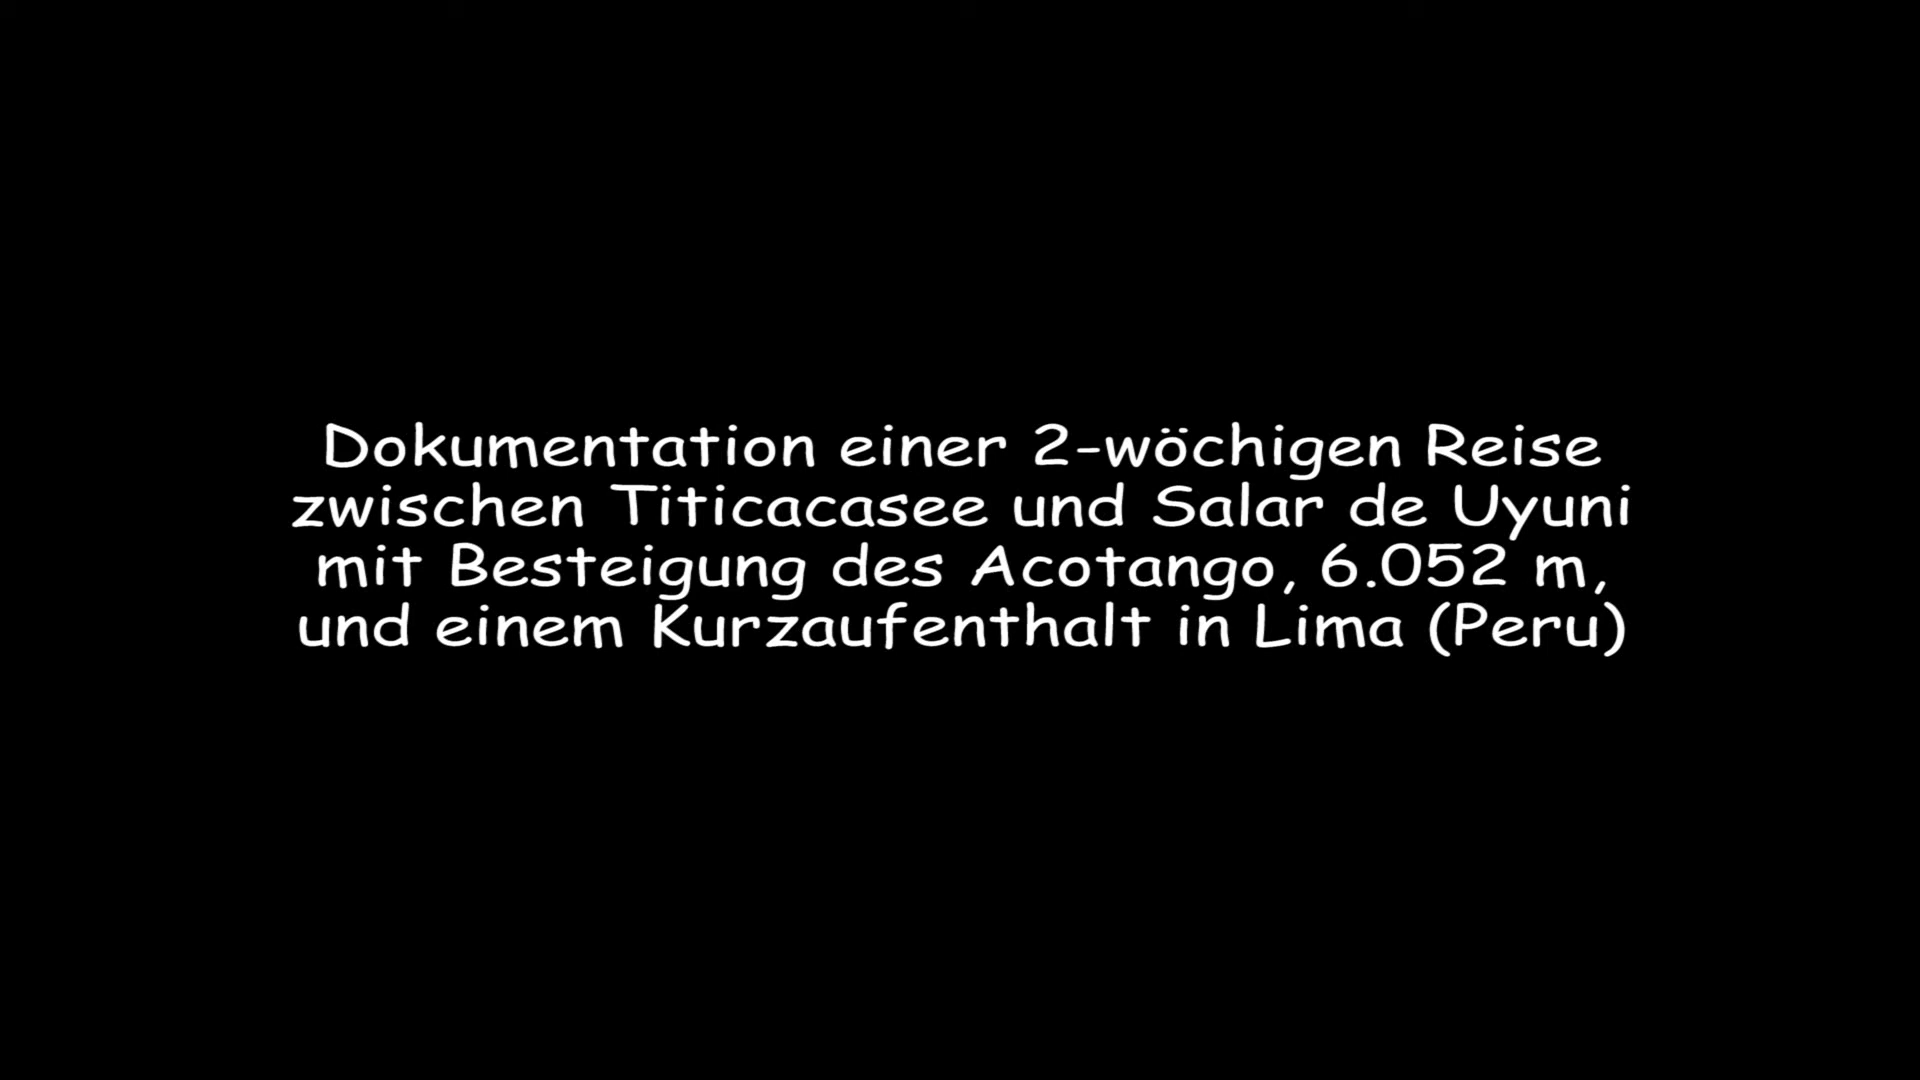 Dokumentation einer 2-wöchigen Reise
zwischen Titicacasee und Salar de Uyuni
mit Besteigung des Acotango, 6.052 m,
und einem Kurzaufenthalt in Lima (Peru)